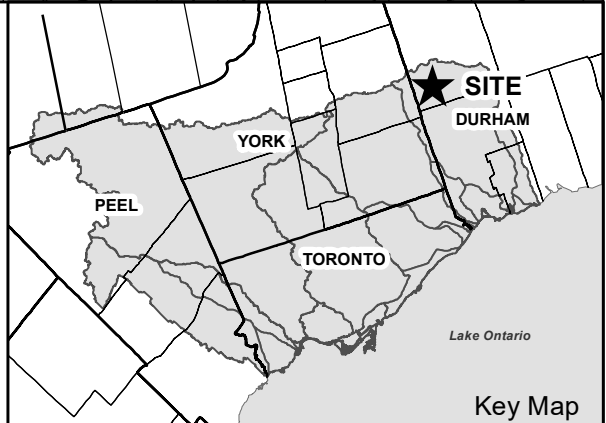 SITE
DURHAM
YORK
PEEL
TORONTO
Lake Ontario
Key Map